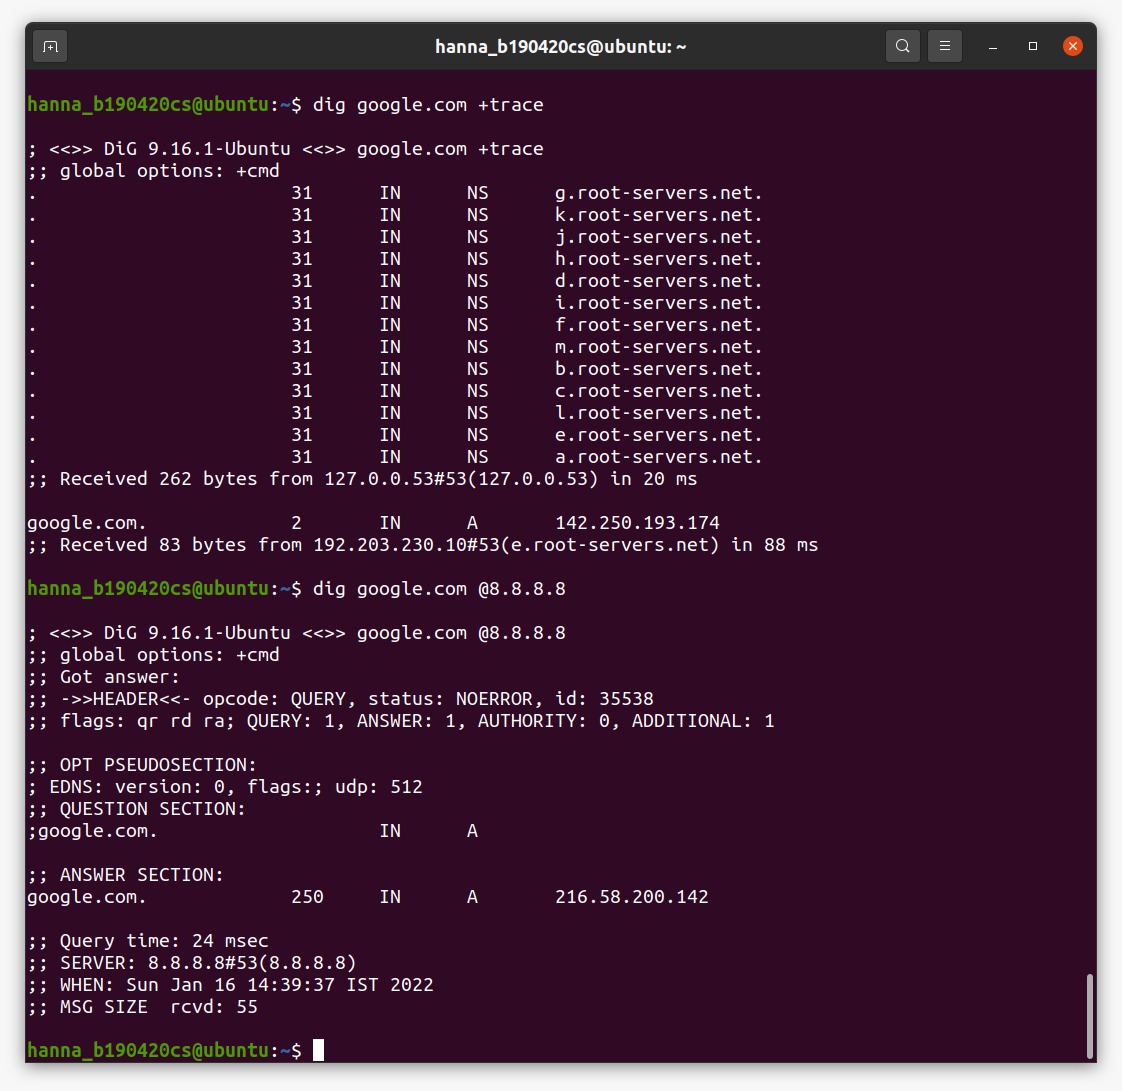 hanna_b190420cs@ubuntu: ~
hanna_b190420cs@ubuntu:~$ dig google.com +trace
; <<>> DiG 9.16.1-Ubuntu <<>> google.com +trace
;; global options: +cmd
. 31 IN NS g.root-servers.net.
. 31 IN NS k.root-servers.net.
. 31 IN NS j.root-servers.net.
. 31 IN NS h.root-servers.net.
. 31 IN NS d.root-servers.net.
. 31 IN NS i.root-servers.net.
. 31 IN NS f.root-servers.net.
. 31 IN NS m.root-servers.net.
. 31 IN NS b.root-servers.net.
. 31 IN NS c.root-servers.net.
. 31 IN NS l.root-servers.net.
. 31 IN NS e.root-servers.net.
. 31 IN NS a.root-servers.net.
;; Received 262 bytes from 127.0.0.53#53(127.0.0.53) in 20 ms
google.com. 2 IN A 142.250.193.174
;; Received 83 bytes from 192.203.230.10#53(e.root-servers.net) in 88 ms
hanna_b190420cs@ubuntu:~$ dig google.com @8.8.8.8
; <<>> DiG 9.16.1-Ubuntu <<>> google.com @8.8.8.8
;; global options: +cmd
;; Got answer:
;; ->>HEADER<<- opcode: QUERY, status: NOERROR, id: 35538
;; flags: qr rd ra; QUERY: 1, ANSWER: 1, AUTHORITY: 0, ADDITIONAL: 1
;; OPT PSEUDOSECTION:
; EDNS: version: 0, flags:; udp: 512
;; QUESTION SECTION:
;google.com. IN A
;; ANSWER SECTION:
google.com. 250 IN A 216.58.200.142
;; Query time: 24 msec
;; SERVER: 8.8.8.8#53(8.8.8.8)
;; WHEN: Sun Jan 16 14:39:37 IST 2022
;; MSG SIZE  rcvd: 55
hanna_b190420cs@ubuntu:~$